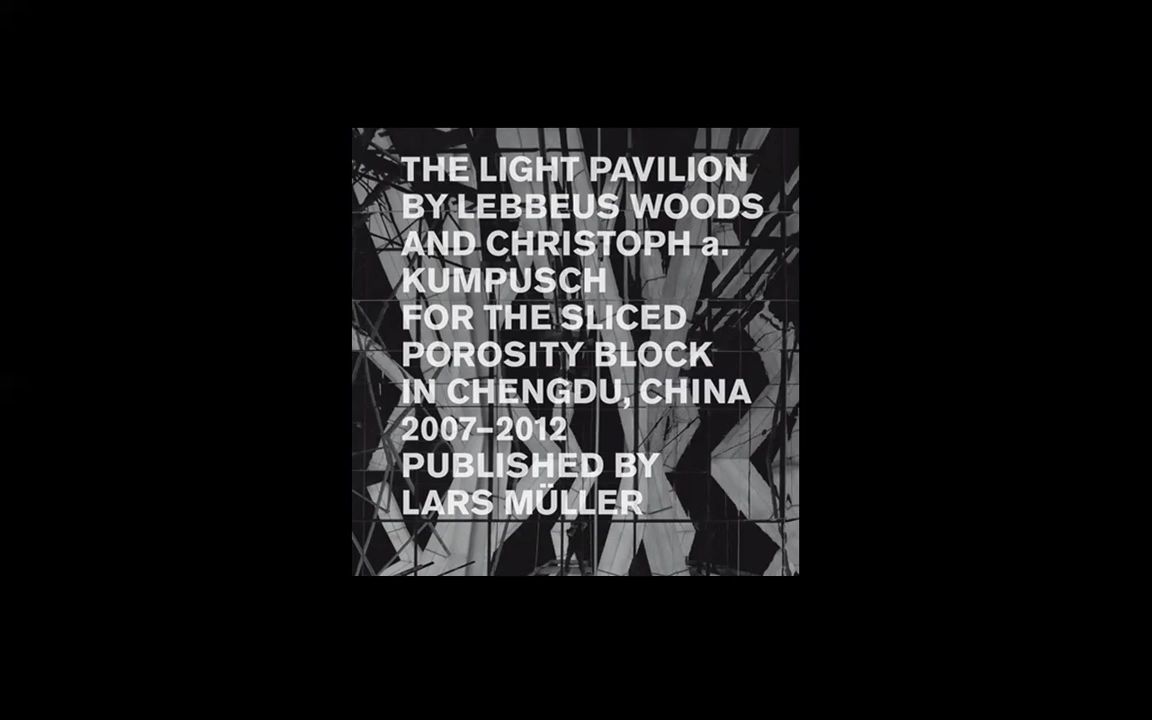 THE LIGHT PAVILION
BY LEBBEUS WOODS
AND CHRISTOPH a.
KUMPUSCH
FOR THE SLICED
POROSITY BLOCK
IN CHENGDU, CHINA
2007–2012
PUBLISHED BY
LARS MÜLLER